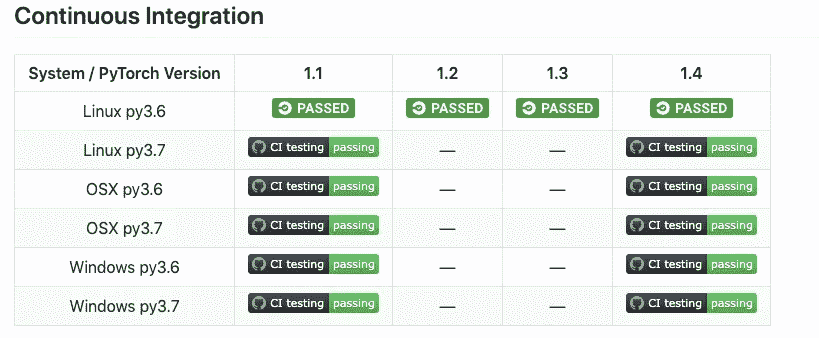 Continuous Integration
System / PyTorch Version 1.1 1.2 1.3 1.4
Linux py3.6 PASSED PASSED PASSED PASSED
Linux py3.7 CI testing passing — — CI testing passing
OSX py3.6 CI testing passing — — CI testing passing
OSX py3.7 CI testing passing — — CI testing passing
Windows py3.6 CI testing passing — — CI testing passing
Windows py3.7 CI testing passing — — CI testing passing